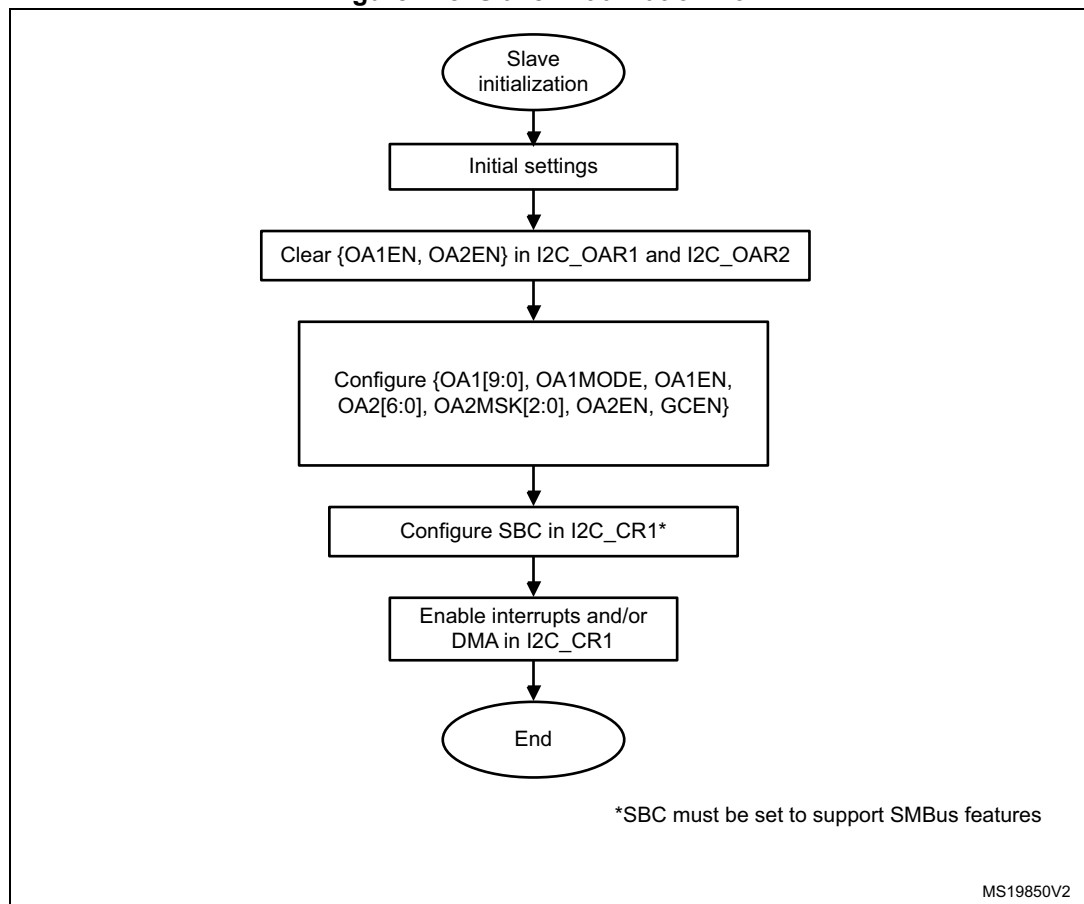 Slave
initialization
Initial settings
Clear {OA1EN, OA2EN} in I2C_OAR1 and I2C_OAR2
Configure {OA1[9:0], OA1MODE, OA1EN,
OA2[6:0], OA2MSK[2:0], OA2EN, GCEN}
Configure SBC in I2C_CR1*
Enable interrupts and/or
DMA in I2C_CR1
End
*SBC must be set to support SMBus features
MS19850V2